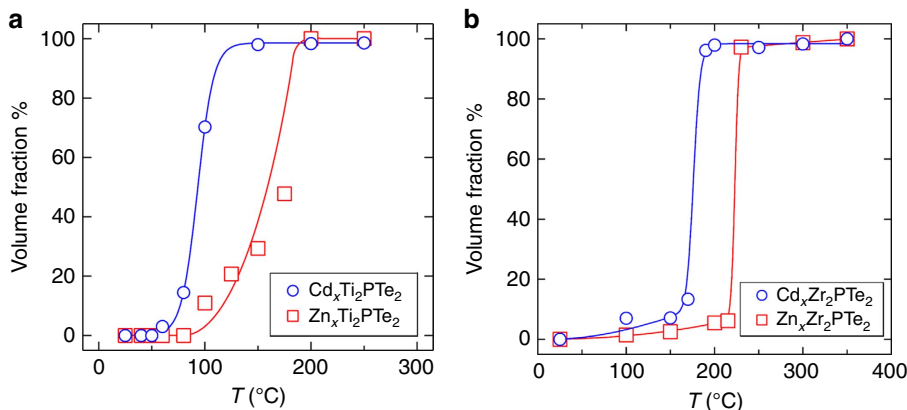 a
Volume fraction %
100
80
60
40
20
0
CdₓTi₂PTe₂
ZnₓTi₂PTe₂
0
100
200
300
T (°C)
b
Volume fraction %
100
80
60
40
20
0
CdₓZr₂PTe₂
ZnₓZr₂PTe₂
0
100
200
300
400
T (°C)